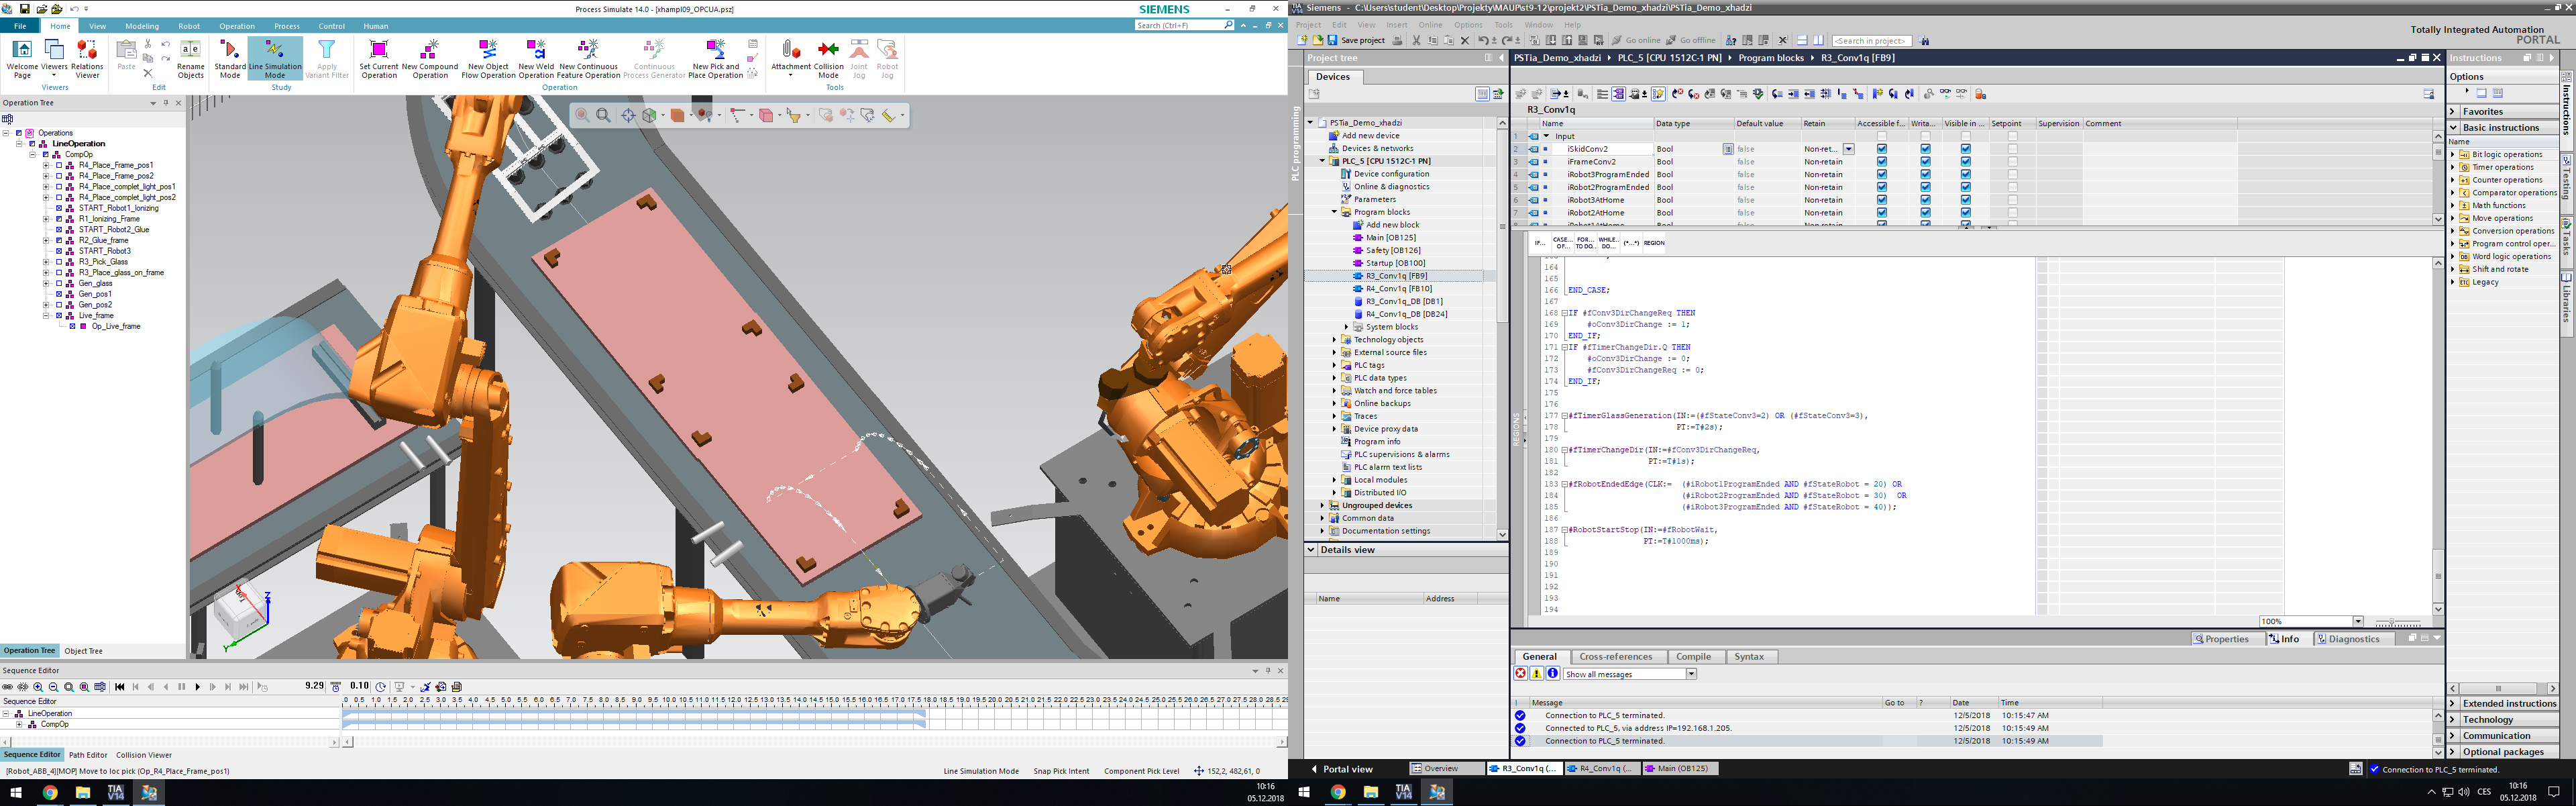 Process Simulate 14.0 - [xhampl09_OPCUA.psz]
SIEMENS
File Home View Modeling Robot Operation Process Control Human
Search (Ctrl+F)
Welcome Page
Viewers
Relations Viewer
Paste
Rename Objects
Standard Mode
Line Simulation Mode
Apply Variant Filter
Set Current Operation
New Compound Operation
New Object Flow Operation
New Weld Operation
New Continuous Feature Operation
Continuous Process Generator
New Pick and Place Operation
Attachment
Collision Mode
Joint Jog
Robot Jog
Viewers Edit Study Operation Tools
Operation Tree
Operations
LineOperation
CompOp
R4_Place_Frame_pos1
R4_Place_Frame_pos2
R4_Place_complet_light_pos1
R4_Place_complet_light_pos2
START_Robot1_Ionizing
R1_Ionizing_Frame
START_Robot2_Glue
R2_Glue_frame
START_Robot3
R3_Pick_Glass
R3_Place_glass_on_frame
Gen_glass
Gen_pos1
Gen_pos2
Live_frame
Op_Live_frame
Operation Tree Object Tree
Sequence Editor
9.29 0.10
Sequence Editor
LineOperation
CompOp
Sequence Editor Path Editor Collision Viewer
[Robot_ABB_4][MOP] Move to loc pick (Op_R4_Place_Frame_pos1)
Line Simulation Mode Snap Pick Intent Component Pick Level 152,2, 482,61, 0
10:16
05.12.2018
Siemens - C:\Users\student\Desktop\Projekty\MAUP\st9-12\projekt2\PSTia_Demo_xhadzi\PSTia_Demo_xhadzi
Project Edit View Insert Online Options Tools Window Help
Totally Integrated Automation
PORTAL
Save project
Go online Go offline
<Search in project>
Project tree
Devices
PLC programming
PSTia_Demo_xhadzi
Add new device
Devices & networks
PLC_5 [CPU 1512C-1 PN]
Device configuration
Online & diagnostics
Parameters
Program blocks
Add new block
Main [OB125]
Safety [OB126]
Startup [OB100]
R3_Conv1q [FB9]
R4_Conv1q [FB10]
R3_Conv1q_DB [DB1]
R4_Conv1q_DB [DB24]
System blocks
Technology objects
External source files
PLC tags
PLC data types
Watch and force tables
Online backups
Traces
Device proxy data
Program info
PLC supervisions & alarms
PLC alarm text lists
Local modules
Distributed I/O
Ungrouped devices
Common data
Documentation settings
Details view
Name Address
PSTia_Demo_xhadzi PLC_5 [CPU 1512C-1 PN] Program blocks R3_Conv1q [FB9]
R3_Conv1q
Name Data type Default value Retain Accessible f... Writa... Visible in ... Setpoint Supervision Comment
1 Input
2 iSkidConv2 Bool false Non-ret...
3 iFrameConv2 Bool false Non-retain
4 iRobot3ProgramEnded Bool false Non-retain
5 iRobot2ProgramEnded Bool false Non-retain
6 iRobot3AtHome Bool false Non-retain
7 iRobot2AtHome Bool false Non-retain
IF... CASE... OF... FOR... TO DO... WHILE... DO... (*...*) REGION
REGIONS
164
165
166 END_CASE;
167
168 IF #fConv3DirChangeReq THEN
169 #oConv3DirChange := 1;
170 END_IF;
171 IF #fTimerChangeDir.Q THEN
172 #oConv3DirChange := 0;
173 #fConv3DirChangeReq := 0;
174 END_IF;
175
176
177 #fTimerGlassGeneration(IN:=(#fStateConv3=2) OR (#fStateConv3=3),
178 PT:=T#2s);
179
180 #fTimerChangeDir(IN:=#fConv3DirChangeReq,
181 PT:=T#1s);
182
183 #fRobotEndedEdge(CLK:= (#iRobot1ProgramEnded AND #fStateRobot = 20) OR
184 (#iRobot2ProgramEnded AND #fStateRobot = 30) OR
185 (#iRobot3ProgramEnded AND #fStateRobot = 40));
186
187 #RobotStartStop(IN:=#fRobotWait,
188 PT:=T#1000ms);
189
190
191
192
193
194
100%
Properties Info Diagnostics
General Cross-references Compile Syntax
Show all messages
! Message Go to ? Date Time
Connection to PLC_5 terminated. 12/5/2018 10:15:47 AM
Connected to PLC_5, via address IP=192.168.1.205. 12/5/2018 10:15:49 AM
Connection to PLC_5 terminated. 12/5/2018 10:15:49 AM
Instructions
Options
Favorites
Basic instructions
Name
Bit logic operations
Timer operations
Counter operations
Comparator operations
Math functions
Move operations
Conversion operations
Program control oper...
Word logic operations
Shift and rotate
Legacy
Extended instructions
Technology
Communication
Optional packages
Instructions
Testing
Tasks
Libraries
Portal view Overview R3_Conv1q (... R4_Conv1q (... Main (OB125)
Connection to PLC_5 terminated.
CES
10:16
05.12.2018